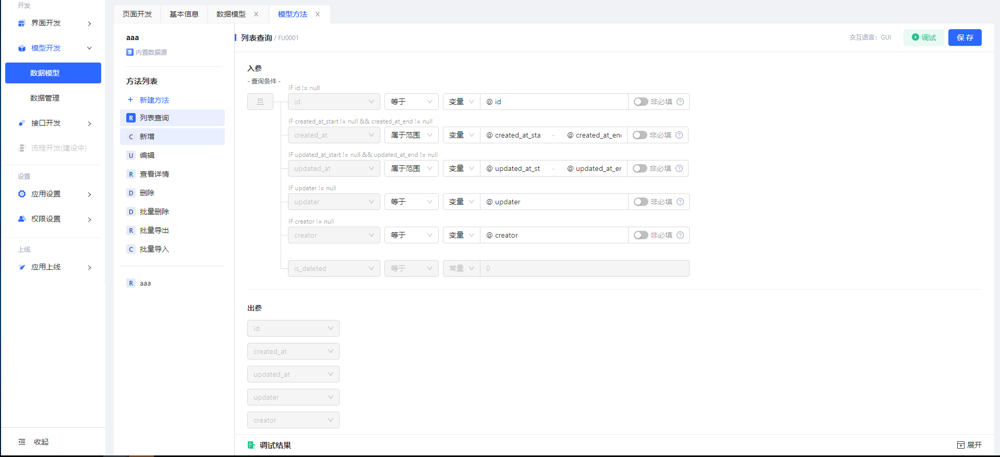 开发
界面开发
模型开发
数据模型
数据管理
接口开发
流程开发(建设中)
设置
应用设置
权限设置
上线
应用上线
收起
页面开发
基本信息
数据模型
模型方法
aaa
内置数据源
方法列表
+ 新建方法
R 列表查询
C 新增
U 编辑
R 查看详情
D 删除
D 批量删除
R 批量导出
C 批量导入
R aaa
列表查询 / FU0001
交互语言：GUI
调试
保存
入参
- 查询条件 -
IF id != null
且 id 等于 变量 @ id 非必填
IF created_at_start != null && created_at_end != null
created_at 属于范围 变量 @ created_at_sta - @ created_at_end 非必填
IF updated_at_start != null && updated_at_end != null
updated_at 属于范围 变量 @ updated_at_st - @ updated_at_er 非必填
IF updater != null
updater 等于 变量 @ updater 非必填
IF creator != null
creator 等于 变量 @ creator 非必填
is_deleted 等于 常量 0
出参
id
created_at
updated_at
updater
creator
调试结果
展开